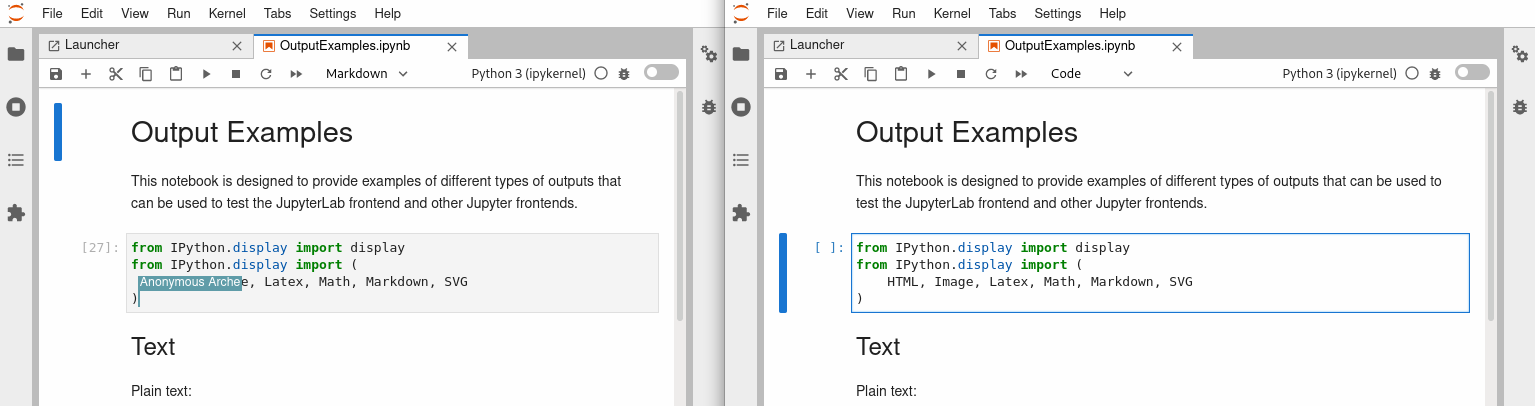 File Edit View Run Kernel Tabs Settings Help
Launcher OutputExamples.ipynb
Markdown Python 3 (ipykernel)
Output Examples
This notebook is designed to provide examples of different types of outputs that
can be used to test the JupyterLab frontend and other Jupyter frontends.
[27]:
from IPython.display import display
from IPython.display import (
Anonymous Arche e, Latex, Math, Markdown, SVG
)
Text
Plain text:
File Edit View Run Kernel Tabs Settings Help
Launcher OutputExamples.ipynb
Code Python 3 (ipykernel)
Output Examples
This notebook is designed to provide examples of different types of outputs that can be used to
test the JupyterLab frontend and other Jupyter frontends.
[ ]:
from IPython.display import display
from IPython.display import (
HTML, Image, Latex, Math, Markdown, SVG
)
Text
Plain text: